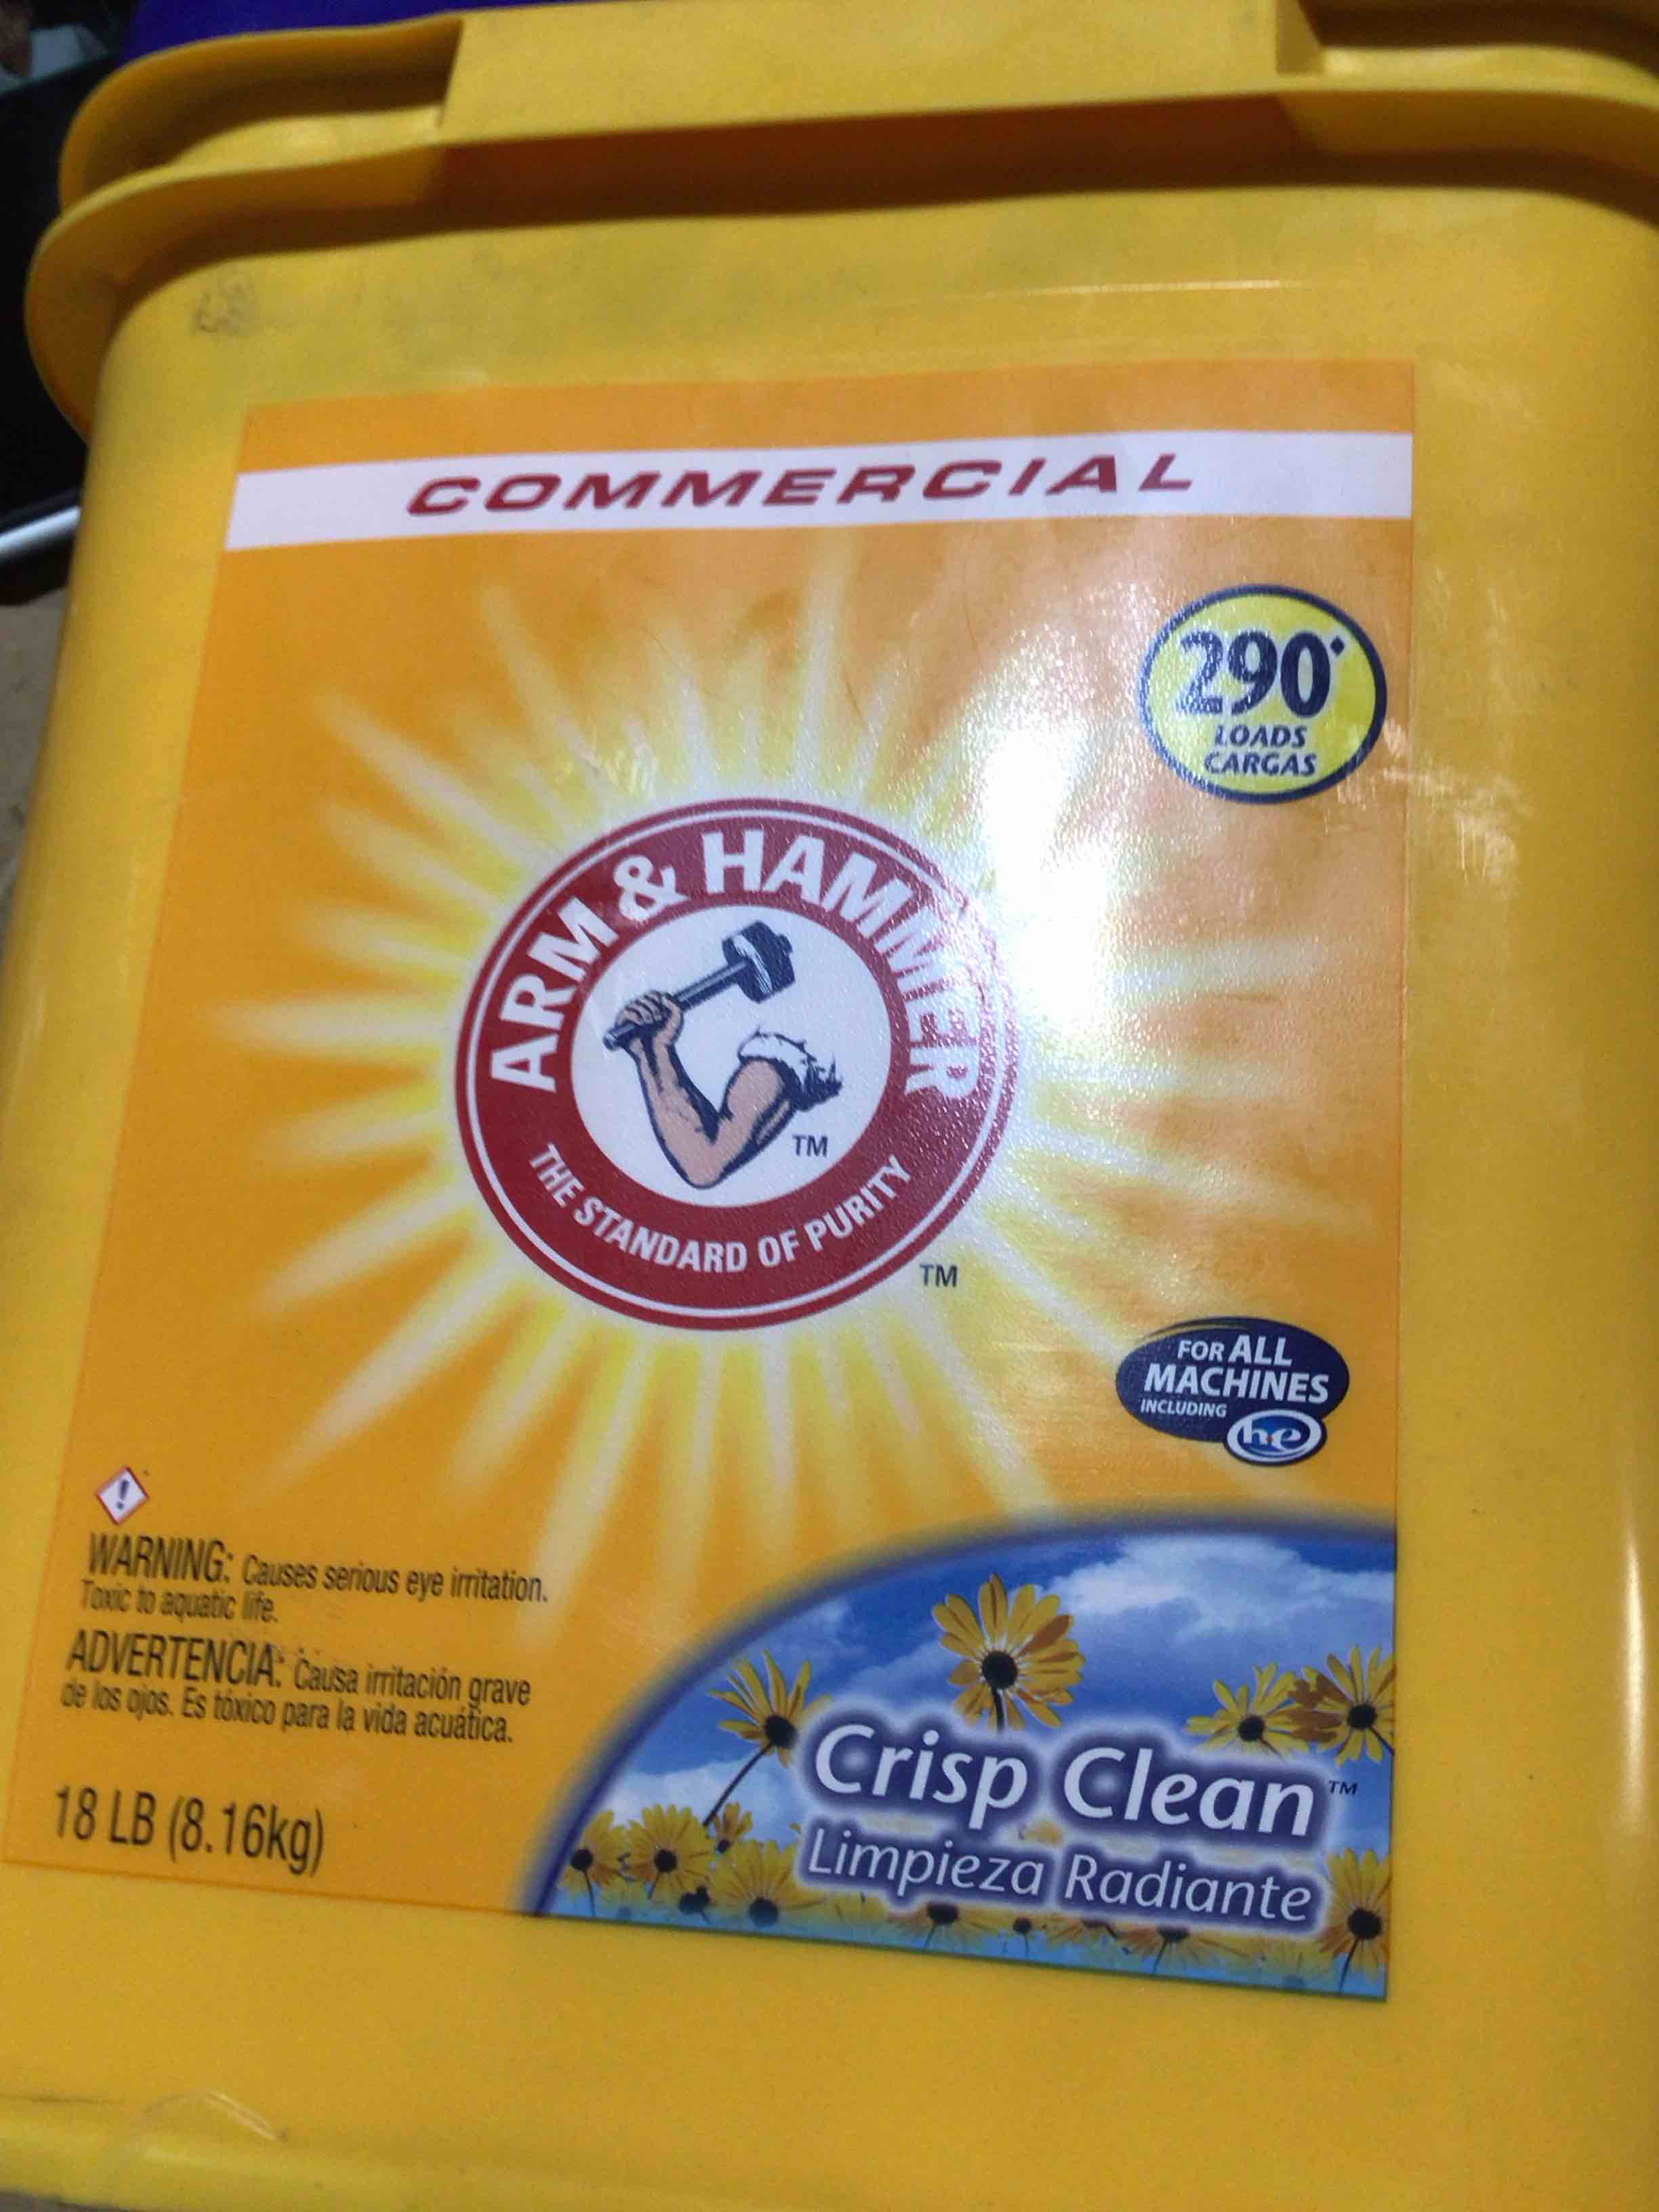 COMMERCIAL
290*
LOADS
CARGAS
ARM & HAMMER
TM
THE STANDARD OF PURITY
TM
FOR ALL
MACHINES
INCLUDING
he
!
WARNING: Causes serious eye irritation.
Toxic to aquatic life.
ADVERTENCIA: Causa irritación grave
de los ojos. Es tóxico para la vida acuática.
18 LB (8.16kg)
Crisp Clean™
Limpieza Radiante